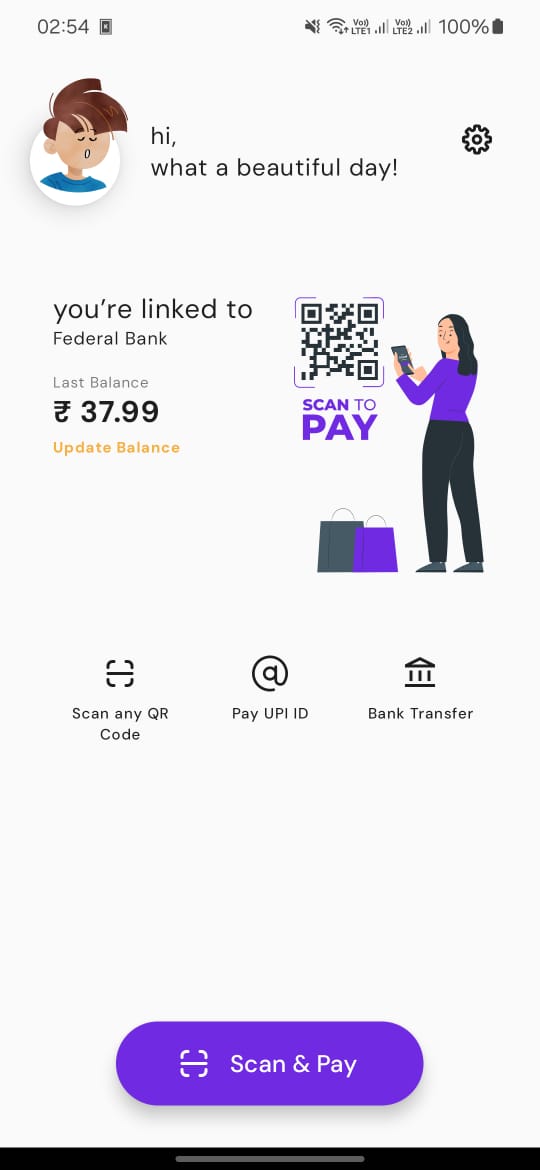 02:54
Vo)) LTE1 Vo)) LTE2 100%
hi,
what a beautiful day!
you’re linked to
Federal Bank
Last Balance
₹ 37.99
Update Balance
SCAN TO
PAY
Scan any QR
Code
Pay UPI ID
Bank Transfer
Scan & Pay